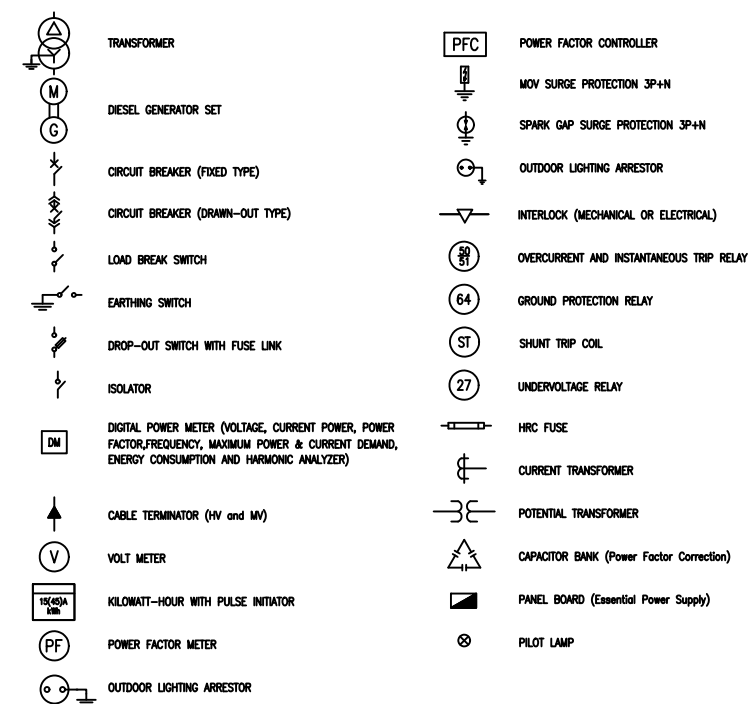 TRANSFORMER
M
G
DIESEL GENERATOR SET
CIRCUIT BREAKER (FIXED TYPE)
CIRCUIT BREAKER (DRAWN-OUT TYPE)
LOAD BREAK SWITCH
EARTHING SWITCH
DROP-OUT SWITCH WITH FUSE LINK
ISOLATOR
DM
DIGITAL POWER METER (VOLTAGE, CURRENT POWER, POWER
FACTOR,FREQUENCY, MAXIMUM POWER & CURRENT DEMAND,
ENERGY CONSUMPTION AND HARMONIC ANALYZER)
CABLE TERMINATOR (HV and MV)
V
VOLT METER
15(45)A
kWh
KILOWATT-HOUR WITH PULSE INITIATOR
PF
POWER FACTOR METER
OUTDOOR LIGHTING ARRESTOR
PFC
POWER FACTOR CONTROLLER
MOV SURGE PROTECTION 3P+N
SPARK GAP SURGE PROTECTION 3P+N
OUTDOOR LIGHTING ARRESTOR
INTERLOCK (MECHANICAL OR ELECTRICAL)
50
51
OVERCURRENT AND INSTANTANEOUS TRIP RELAY
64
GROUND PROTECTION RELAY
ST
SHUNT TRIP COIL
27
UNDERVOLTAGE RELAY
HRC FUSE
CURRENT TRANSFORMER
POTENTIAL TRANSFORMER
CAPACITOR BANK (Power Factor Correction)
PANEL BOARD (Essential Power Supply)
PILOT LAMP